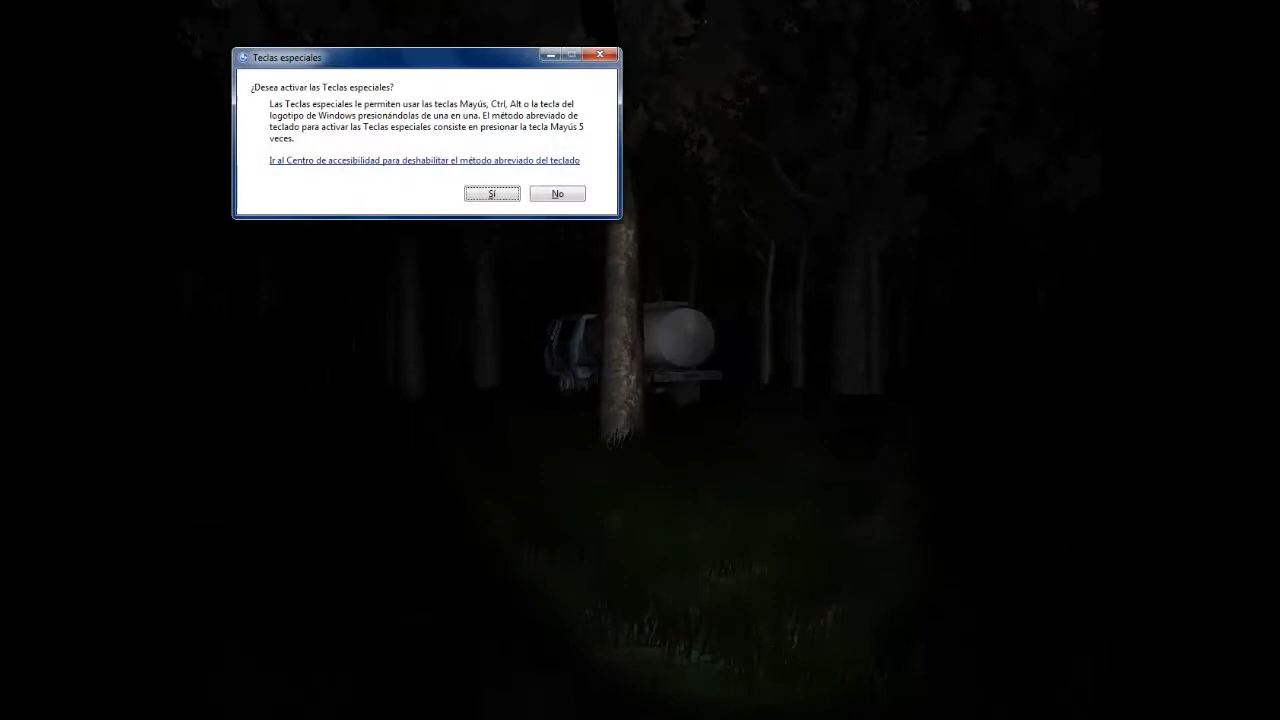 Teclas especiales
¿Desea activar las Teclas especiales?
Las Teclas especiales le permiten usar las teclas Mayús, Ctrl, Alt o la tecla del
logotipo de Windows presionándolas de una en una. El método abreviado de
teclado para activar las Teclas especiales consiste en presionar la tecla Mayús 5
veces.
Ir al Centro de accesibilidad para deshabilitar el método abreviado del teclado
Sí
No